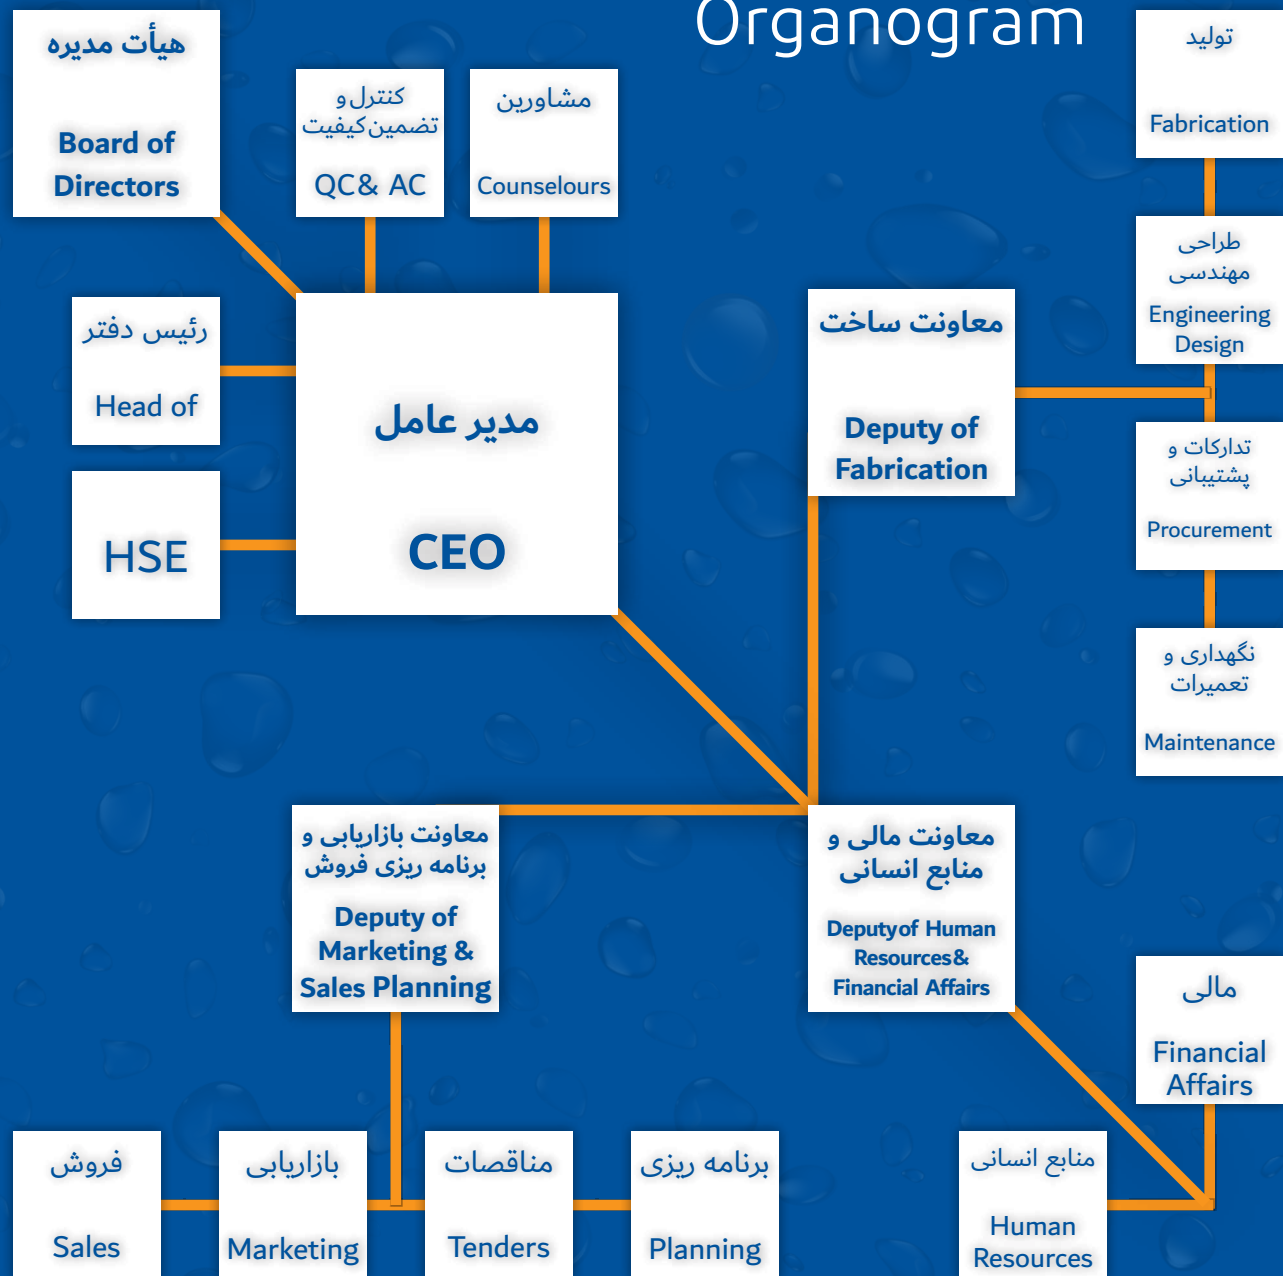 Organogram
هیأت مدیره
Board of
Directors
کنترل و
تضمین کیفیت
QC& AC
مشاورین
Counselours
تولید
Fabrication
رئیس دفتر
Head of
HSE
مدیر عامل
CEO
معاونت ساخت
Deputy of
Fabrication
طراحی
مهندسی
Engineering
Design
تدارکات و
پشتیبانی
Procurement
نگهداری و
تعمیرات
Maintenance
معاونت بازاریابی و
برنامه ریزی فروش
Deputy of
Marketing &
Sales Planning
معاونت مالی و
منابع انسانی
Deputyof Human
Resources&
Financial Affairs
مالی
Financial
Affairs
فروش
Sales
بازاریابی
Marketing
مناقصات
Tenders
برنامه ریزی
Planning
منابع انسانی
Human
Resources